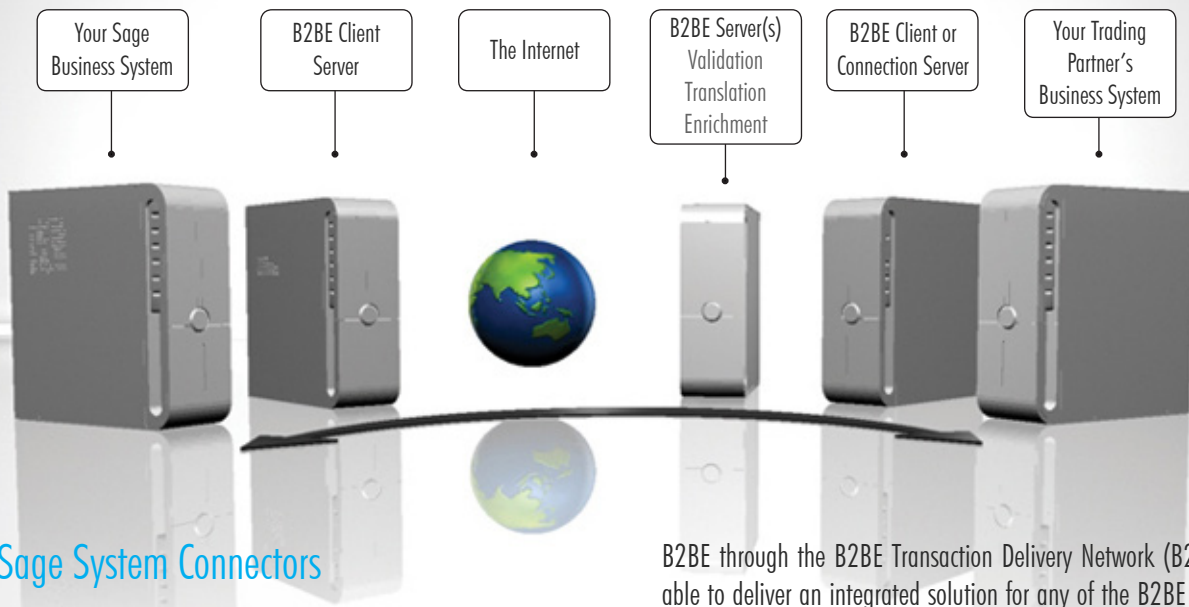 Your Sage
Business System
B2BE Client
Server
The Internet
B2BE Server(s)
Validation
Translation
Enrichment
B2BE Client or
Connection Server
Your Trading
Partner's
Business System
Sage System Connectors
B2BE through the B2BE Transaction Delivery Network
able to deliver an integrated solution for any of the B2BE